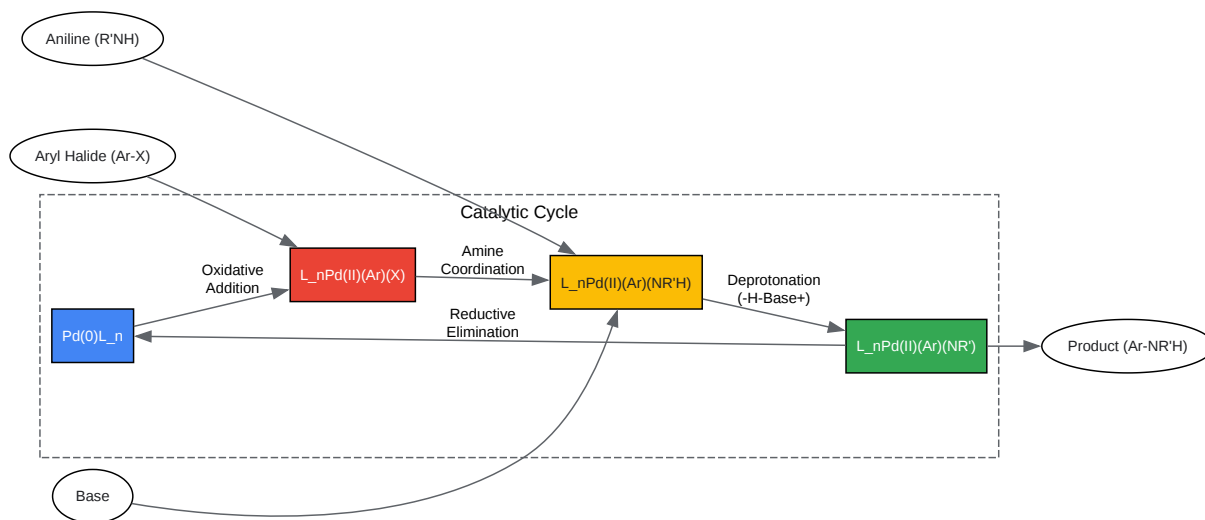 Aniline (R'NH)
Aryl Halide (Ar-X)
Catalytic Cycle
Oxidative
Addition
L_nPd(II)(Ar)(X)
Amine
Coordination
L_nPd(II)(Ar)(NR'H)
Deprotonation
(-H-Base+)
Pd(0)L_n
Reductive
Elimination
L_nPd(II)(Ar)(NR')
Product (Ar-NR'H)
Base